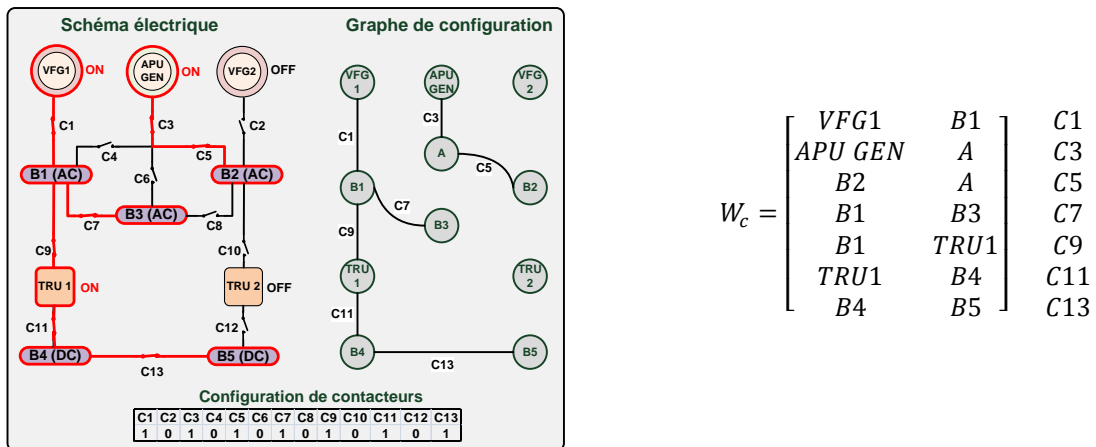 Schéma électrique
Graphe de configuration
VFG1 ON
APU GEN ON
VFG2 OFF
C1
C3
C2
C4
C5
B1 (AC)
C6
B2 (AC)
B3 (AC)
C7
C8
C9
C10
TRU 1 ON
TRU 2 OFF
C11
C12
B4 (DC)
B5 (DC)
C13
VFG 1
APU GEN
VFG 2
C3
C1
A
C5
B1
B2
C7
B3
C9
TRU 1
TRU 2
C11
B4
B5
C13
Configuration de contacteurs
C1 C2 C3 C4 C5 C6 C7 C8 C9 C10 C11 C12 C13
1 0 1 0 1 0 1 0 1 0 1 0 1
VFG1 B1 C1
APU GEN A C3
B2 A C5
W_c = B1 B3 C7
B1 TRU1 C9
TRU1 B4 C11
B4 B5 C13